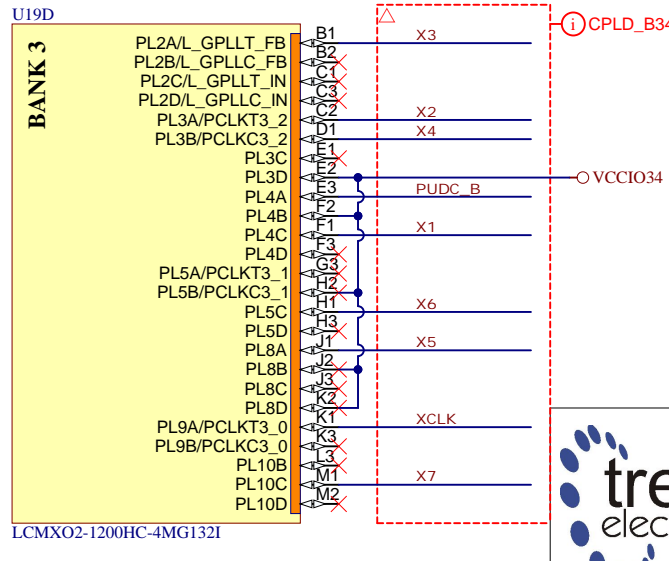 U19D
BANK 3
CPLD_B34
PL2A/L_GPLLT_FB B1 X3
PL2B/L_GPLLC_FB B2
PL2C/L_GPLLT_IN C1
PL2D/L_GPLLC_IN C3
PL3A/PCLKT3_2 C2 X2
PL3B/PCLKC3_2 D1 X4
PL3C E1
PL3D E2 VCCIO34
PL4A E3 PUDC_B
PL4B F2
PL4C F1 X1
PL4D F3
PL5A/PCLKT3_1 G3
PL5B/PCLKC3_1 H2
PL5C H1 X6
PL5D H3
PL8A J1 X5
PL8B J2
PL8C J3
PL8D K2
PL9A/PCLKT3_0 K1 XCLK
PL9B/PCLKC3_0 K3
PL10B L3
PL10C M1 X7
PL10D M2
LCMXO2-1200HC-4MG132I
tre
elec